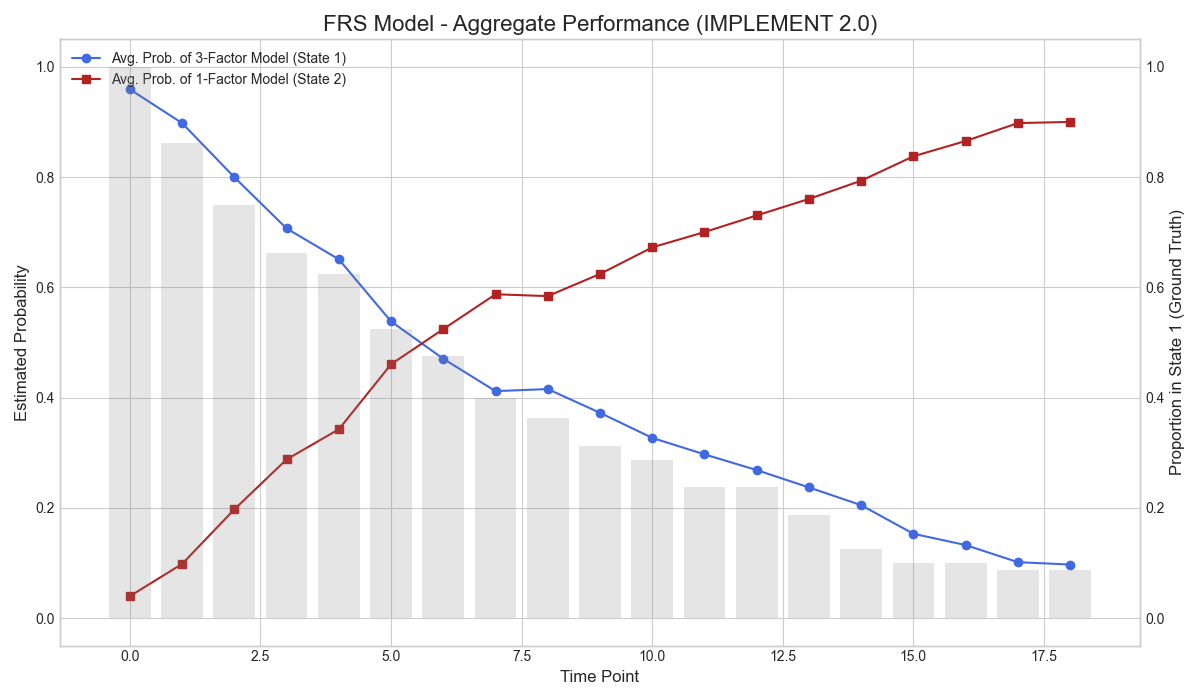 FRS Model - Aggregate Performance (IMPLEMENT 2.0)
Avg. Prob. of 3-Factor Model (State 1)
Avg. Prob. of 1-Factor Model (State 2)
Estimated Probability
1.0
0.8
0.6
0.4
0.2
0.0
1.0
0.8
0.6
0.4
0.2
0.0
Proportion in State 1 (Ground Truth)
0.0 2.5 5.0 7.5 10.0 12.5 15.0 17.5
Time Point